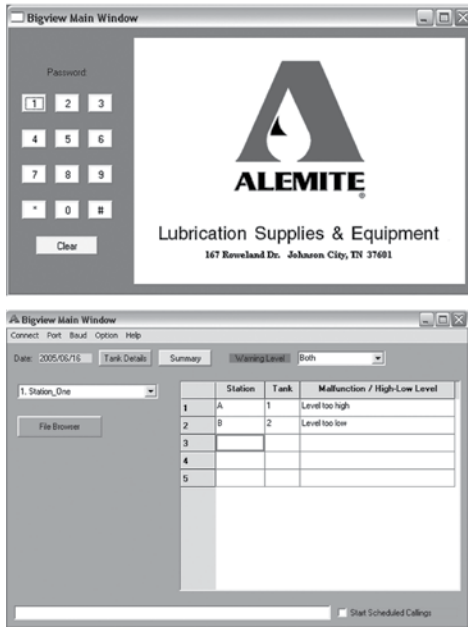 Bigview Main Window
Password
1 2 3
4 5 6
7 8 9
* 0 #
Clear
ALEMITE®
Lubrication Supplies & Equipment
167 Roweland Dr. Johnson City, TN 37601
Bigview Main Window
Connect Port Baud Option Help
Date: 2005/06/16 Tank Details Summary Warning Level Both
1. Station_One
File Browser
Station Tank Malfunction / High-Low Level
1 A 1 Level too high
2 B 2 Level too low
3
4
5
Start Scheduled Callings